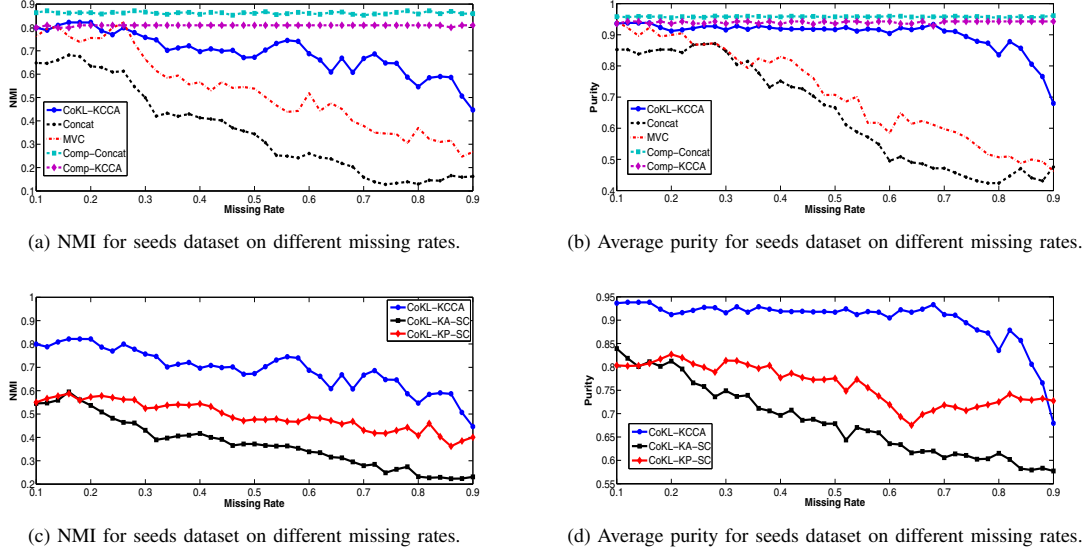 0.9
0.8
0.7
0.6
0.5
0.4
0.3
0.2
0.1
NMI
CoKL−KCCA
Concat
MVC
Comp−Concat
Comp−KCCA
0.1 0.2 0.3 0.4 0.5 0.6 0.7 0.8 0.9
Missing Rate
(a) NMI for seeds dataset on different missing rates.
1
0.9
0.8
0.7
0.6
0.5
0.4
Purity
CoKL−KCCA
Concat
MVC
Comp−Concat
Comp−KCCA
0.1 0.2 0.3 0.4 0.5 0.6 0.7 0.8 0.9
Missing Rate
(b) Average purity for seeds dataset on different missing rates.
1
0.9
0.8
0.7
0.6
0.5
0.4
0.3
0.2
NMI
CoKL−KCCA
CoKL−KA−SC
CoKL−KP−SC
0.1 0.2 0.3 0.4 0.5 0.6 0.7 0.8 0.9
Missing Rate
(c) NMI for seeds dataset on different missing rates.
0.95
0.9
0.85
0.8
0.75
0.7
0.65
0.6
0.55
Purity
CoKL−KCCA
CoKL−KA−SC
CoKL−KP−SC
0.1 0.2 0.3 0.4 0.5 0.6 0.7 0.8 0.9
Missing Rate
(d) Average purity for seeds dataset on different missing rates.